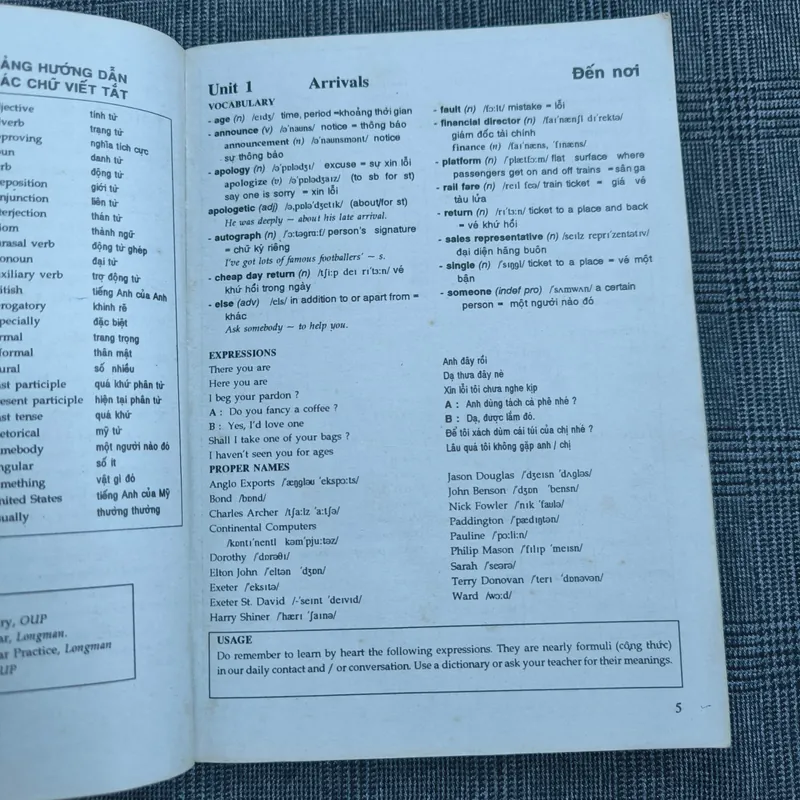 ẢNG HƯỚNG DẪN
ÁC CHỮ VIẾT TẮT
jective tính từ
verb trạng từ
proving nghĩa tích cực
oun danh từ
rb động từ
eposition giới từ
njunction liên từ
terjection thán từ
iom thành ngữ
rasal verb động từ ghép
onoun đại từ
xiliary verb trợ động từ
itish tiếng Anh của Anh
rogatory khinh rẻ
pecially đặc biệt
rmal trang trọng
formal thân mật
ural số nhiều
st participle quá khứ phân từ
esent participle hiện tại phân từ
st tense quá khứ
etorical mỹ từ
mebody một người nào đó
ngular số ít
mething vật gì đó
nited States tiếng Anh của Mỹ
ually thường thường
ry, OUP
ar, Longman.
ar Practice, Longman
UP
Unit 1 Arrivals Đến nơi
VOCABULARY
- age (n) /eɪdʒ/ time, period =khoảng thới gian
- announce (v) /ə'naʊns/ notice = thông báo
announcement (n) /ə'naʊnsmənt/ notice
sự thông báo
- apology (n) /ə'pɒlədʒɪ/ excuse = sự xin lỗi
apologize (v) /ə'pɒlədʒaɪz/ (to sb for st)
say one is sorry = xin lỗi
apologetic (adj) /ə,pɒlə'dʒetɪk/ (about/for st)
He was deeply ~ about his late arrival.
- autograph (n) /'ɔ:təgrɑ:f/ person's signature
= chữ ký riêng
I've got lots of famous footballers' ~ s.
- cheap day return (n) /tʃi:p deɪ rɪ'tɜ:n/ vé
khứ hồi trong ngày
- else (adv) /els/ in addition to or apart from =
khác
Ask somebody ~ to help you.
- fault (n) /fɔ:lt/ mistake = lỗi
- financial director (n) /faɪ'nænʃl dɪ'rektə/
giám đốc tài chính
finance (n) /faɪ'næns, 'fɪnæns/
- platform (n) /'plætfɔ:m/ flat surface where
passengers get on and off trains = sân ga
- rail fare (n) /reɪl feə/ train ticket = giá vé
tàu lửa
- return (n) /rɪ'tɜ:n/ ticket to a place and back
= vé khứ hồi
- sales representative (n) /seɪlz reprɪ'zentətɪv/
đại diện hãng buôn
- single (n) /'sɪŋgl/ ticket to a place = vé một
bận
- someone (indef pro) /'sʌmwʌn/ a certain
person = một người nào đó
EXPRESSIONS
There you are
Here you are
I beg your pardon ?
A : Do you fancy a coffee ?
B : Yes, I'd love one
Shall I take one of your bags ?
I haven't seen you for ages
Anh đây rồi
Dạ thưa đây nè
Xin lỗi tôi chưa nghe kịp
A : Anh dùng tách cà phê nhé ?
B : Dạ, được lắm đó.
Để tôi xách dùm cái túi của chị nhé ?
Lâu quá tôi không gặp anh / chị
PROPER NAMES
Anglo Exports /'æŋgləʊ 'ekspɔ:ts/
Bond /bɒnd/
Charles Archer /tʃɑ:lz 'ɑ:tʃə/
Continental Computers
/kɒntɪ'nentl kəm'pju:təz/
Dorothy /'dɒrəθɪ/
Elton John /'eltən 'dʒɒn/
Exeter /'eksɪtə/
Exeter St. David /-'seɪnt 'deɪvɪd/
Harry Shiner /'hærɪ 'ʃaɪnə/
Jason Douglas /'dʒeɪsn 'dʌgləs/
John Benson /'dʒɒn 'bensn/
Nick Fowler /'nɪk 'faʊlə/
Paddington /'pædɪŋtən/
Pauline /'pɔ:li:n/
Philip Mason /'fɪlɪp 'meɪsn/
Sarah /'seərə/
Terry Donovan /'terɪ 'dɒnəvən/
Ward /wɔ:d/
USAGE
Do remember to learn by heart the following expressions. They are nearly formuli (công thức)
in our daily contact and / or conversation. Use a dictionary or ask your teacher for their meanings.
5